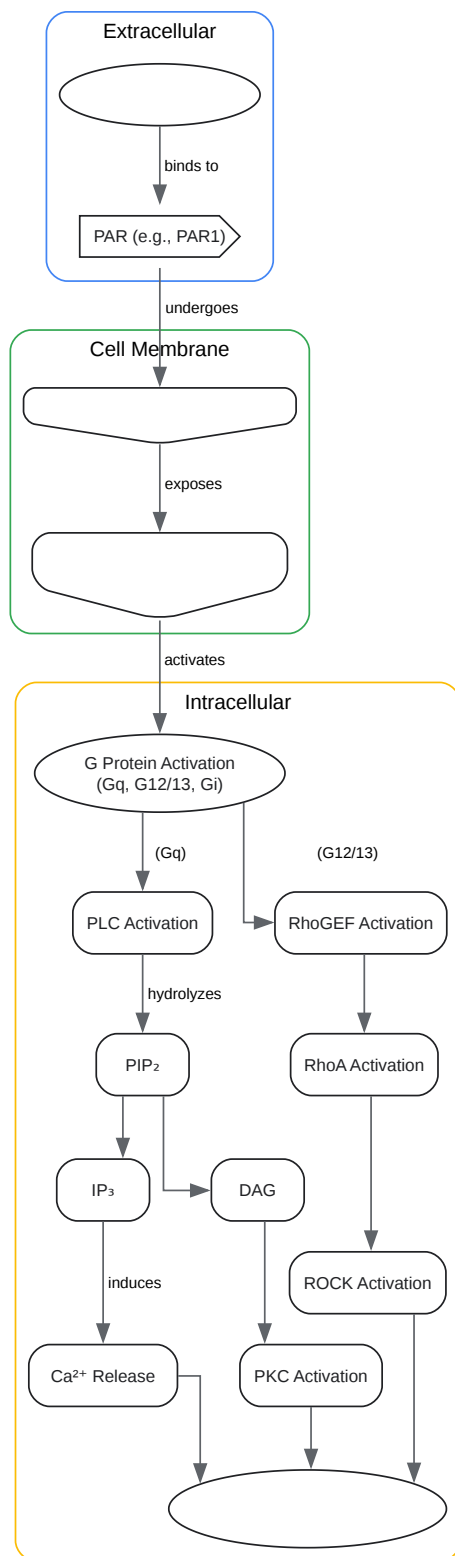 Extracellular
binds to
PAR (e.g., PAR1)
undergoes
Cell Membrane
exposes
activates
Intracellular
G Protein Activation
(Gq, G12/13, Gi)
(Gq)
(G12/13)
PLC Activation
RhoGEF Activation
hydrolyzes
PIP₂
RhoA Activation
IP₃
DAG
induces
ROCK Activation
Ca²⁺ Release
PKC Activation